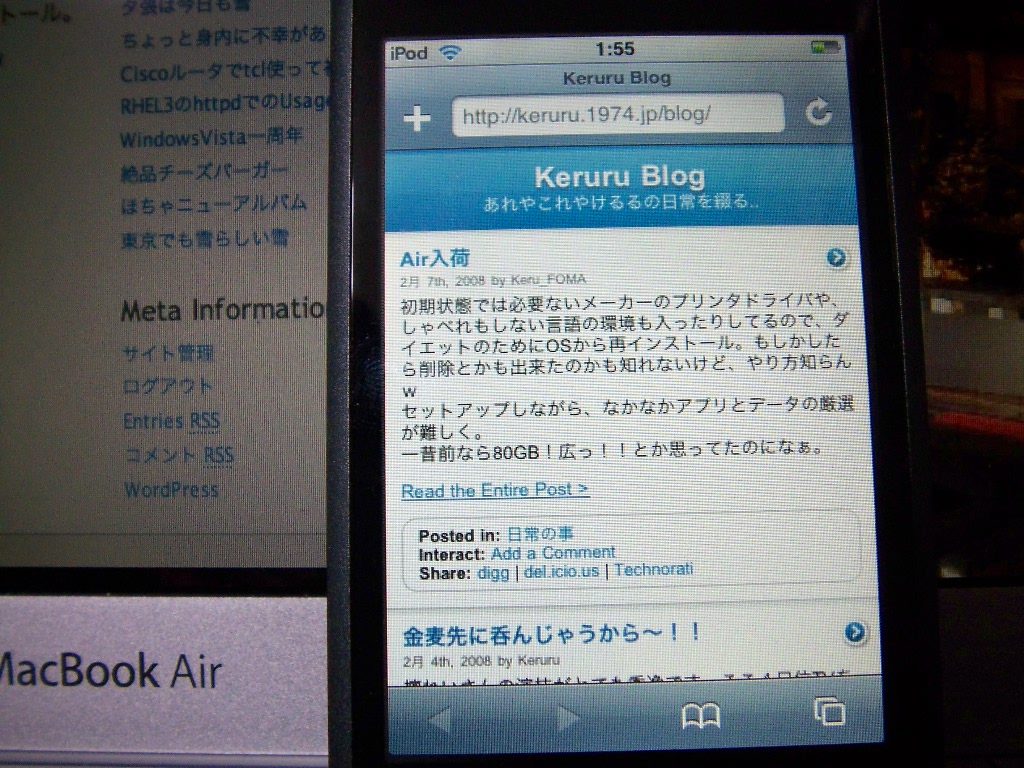 トール。
夕張は今日も雪
ちょっと身内に不幸があ
Ciscoルータでtcl使って
RHEL3のhttpdでのUsage
WindowsVista一周年
絶品チーズバーガー
ほちゃニューアルバム
東京でも雪らしい雪
Meta Informatio
サイト管理
ログアウト
Entries RSS
コメント RSS
WordPress
MacBook Air
iPod 1:55
Keruru Blog
http://keruru.1974.jp/blog/
Keruru Blog
あれやこれやけるるの日常を綴る..
Air入荷
2月 7th, 2008 by Keru_FOMA
初期状態では必要ないメーカーのプリンタドライバや、
しゃべれもしない言語の環境も入ったりしてるので、ダ
イエットのためにOSから再インストール。もしかした
ら削除とかも出来たのかも知れないけど、やり方知らん
w
セットアップしながら、なかなかアプリとデータの厳選
が難しく。
一昔前なら80GB！広っ！！とか思ってたのになぁ。
Read the Entire Post >
Posted in: 日常の事
Interact: Add a Comment
Share: digg | del.icio.us | Technorati
金麦先に呑んじゃうから～！！
2月 4th, 2008 by Keruru